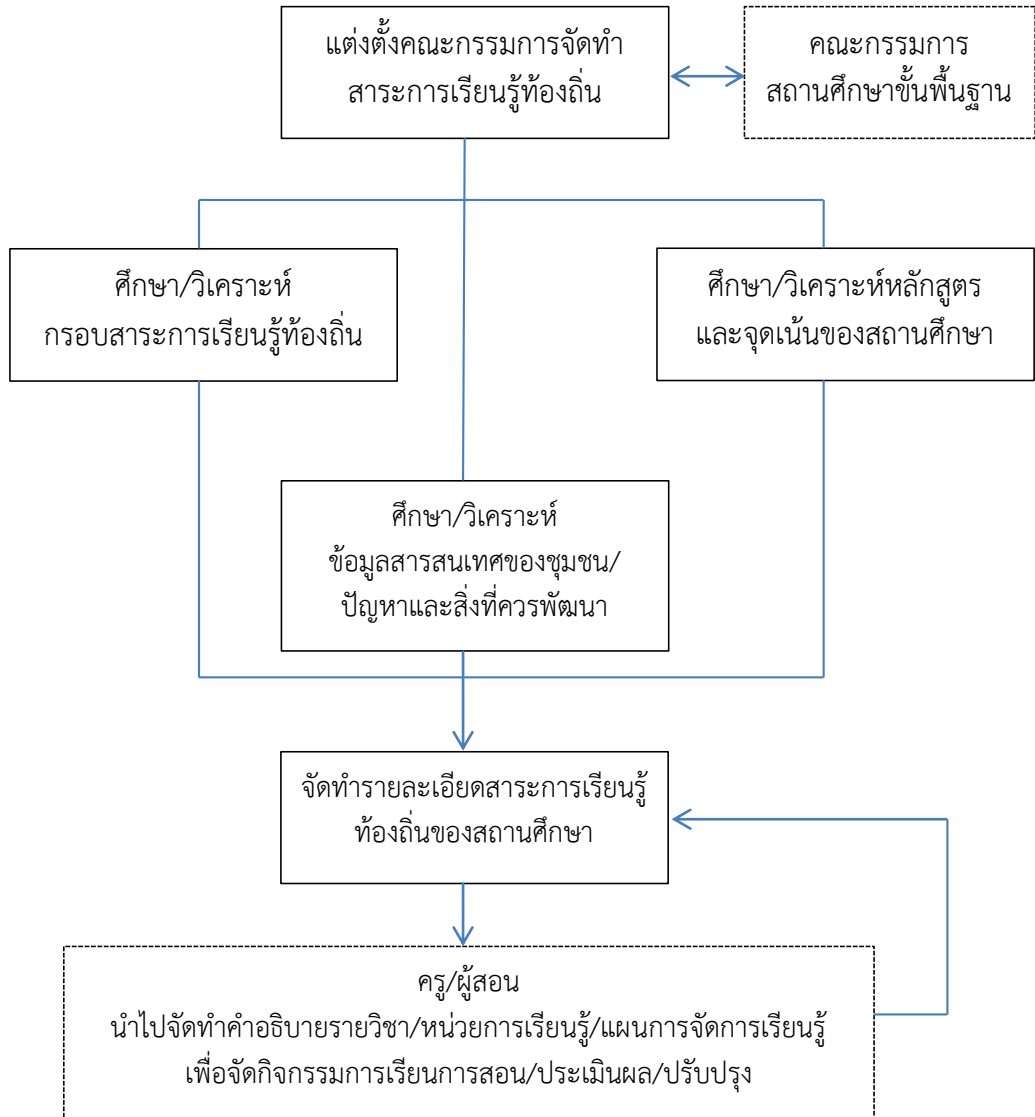 แต่งตั้งคณะกรรมการจัดทำ
สาระการเรียนรู้ท้องถิ่น
คณะกรรมการ
สถานศึกษาขั้นพื้นฐาน
ศึกษา/วิเคราะห์
กรอบสาระการเรียนรู้ท้องถิ่น
ศึกษา/วิเคราะห์หลักสูตร
และจุดเน้นของสถานศึกษา
ศึกษา/วิเคราะห์
ข้อมูลสารสนเทศของชุมชน/
ปัญหาและสิ่งที่ควรพัฒนา
จัดทำรายละเอียดสาระการเรียนรู้
ท้องถิ่นของสถานศึกษา
ครู/ผู้สอน
นำไปจัดทำคำอธิบายรายวิชา/หน่วยการเรียนรู้/แผนการจัดการเรียนรู้
เพื่อจัดกิจกรรมการเรียนการสอน/ประเมินผล/ปรับปรุง